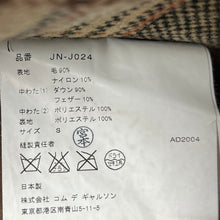 品番 JN-J024
表地 毛 90%
ナイロン 10%
中わた(1) ダウン 90%
フェザー 10%
中わた(2) ポリエステル 100%
裏地 ポリエステル 100%
サイズ S
縫製責任者
AD2004
株式会社 コム デ ギャルソン
東京都港区南青山5-11-5